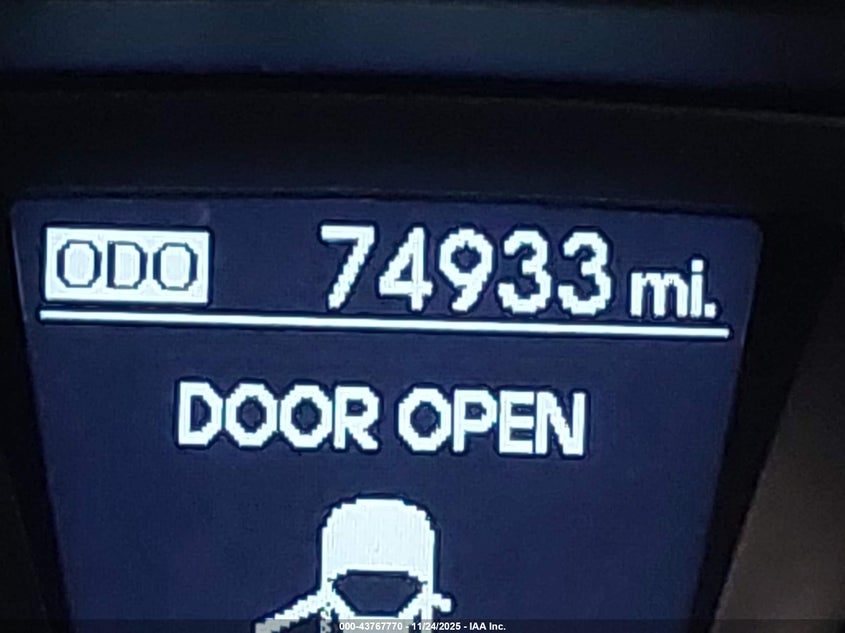 ODO 74933 mi.
DOOR OPEN
000-43767770 - 11/24/2025 - IAA Inc.